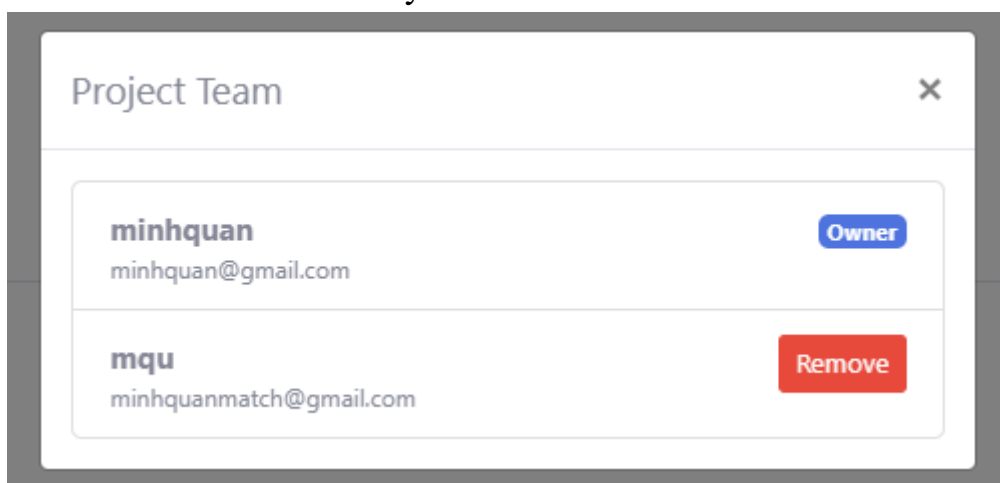 Project Team ×
minhquan Owner
minhquan@gmail.com
mqu Remove
minhquanmatch@gmail.com